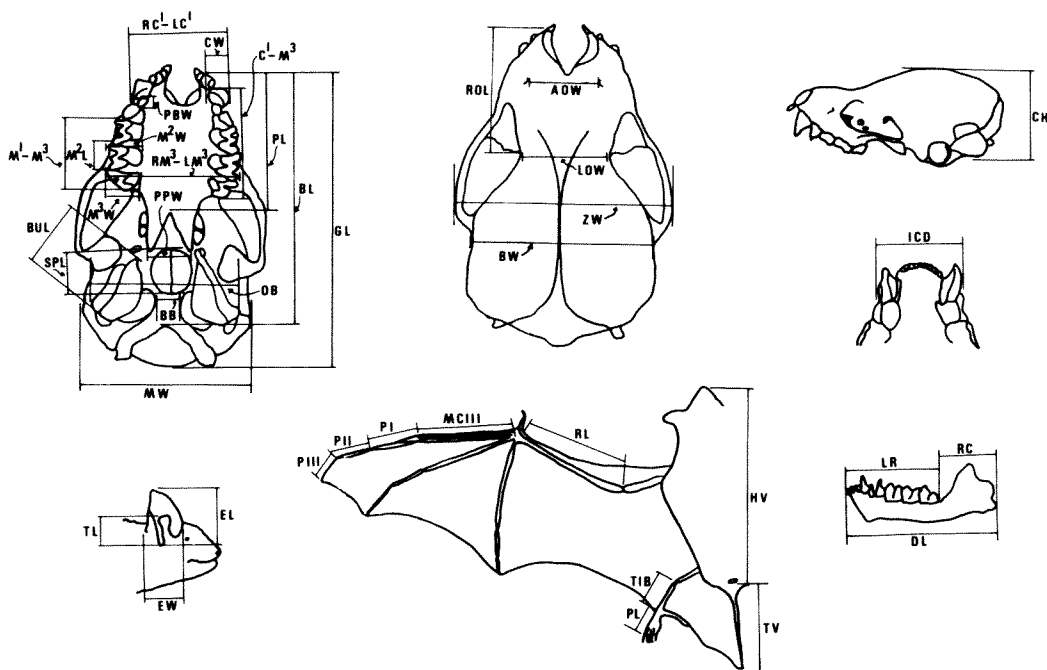 RC¹-LC¹
CW
C¹-M³
PBW
M²W
M¹-M³
M²L
RM³-LM³
PL
BL
GL
M³W
PPW
BUL
SPL
OB
BB
MW
ROL
AOW
LOW
ZW
BW
CH
ICD
PIII
PII
PI
MCIII
RL
HV
TIB
PL
TV
LR
RC
DL
TL
EL
EW